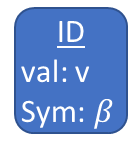 ID
val: v
Sym: β